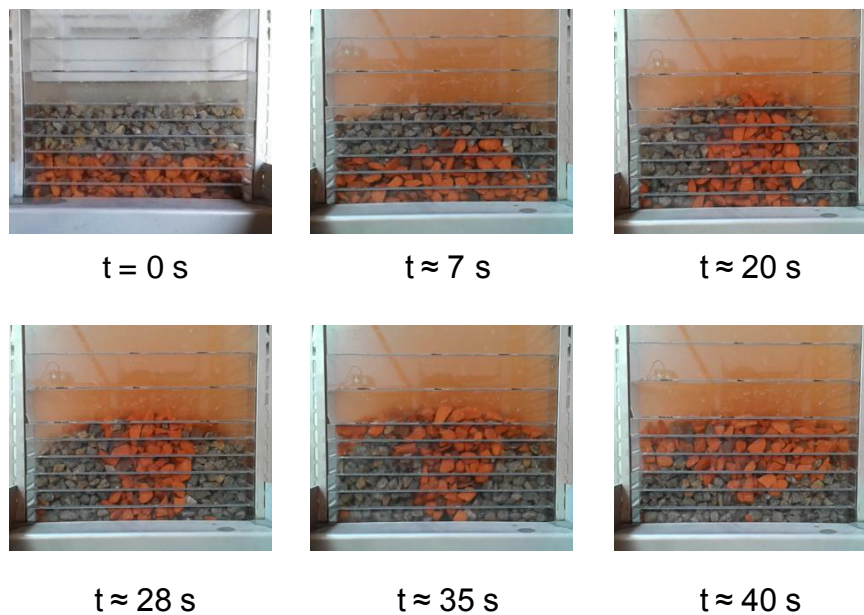 t = 0 s
t ≈ 7 s
t ≈ 20 s
t ≈ 28 s
t ≈ 35 s
t ≈ 40 s